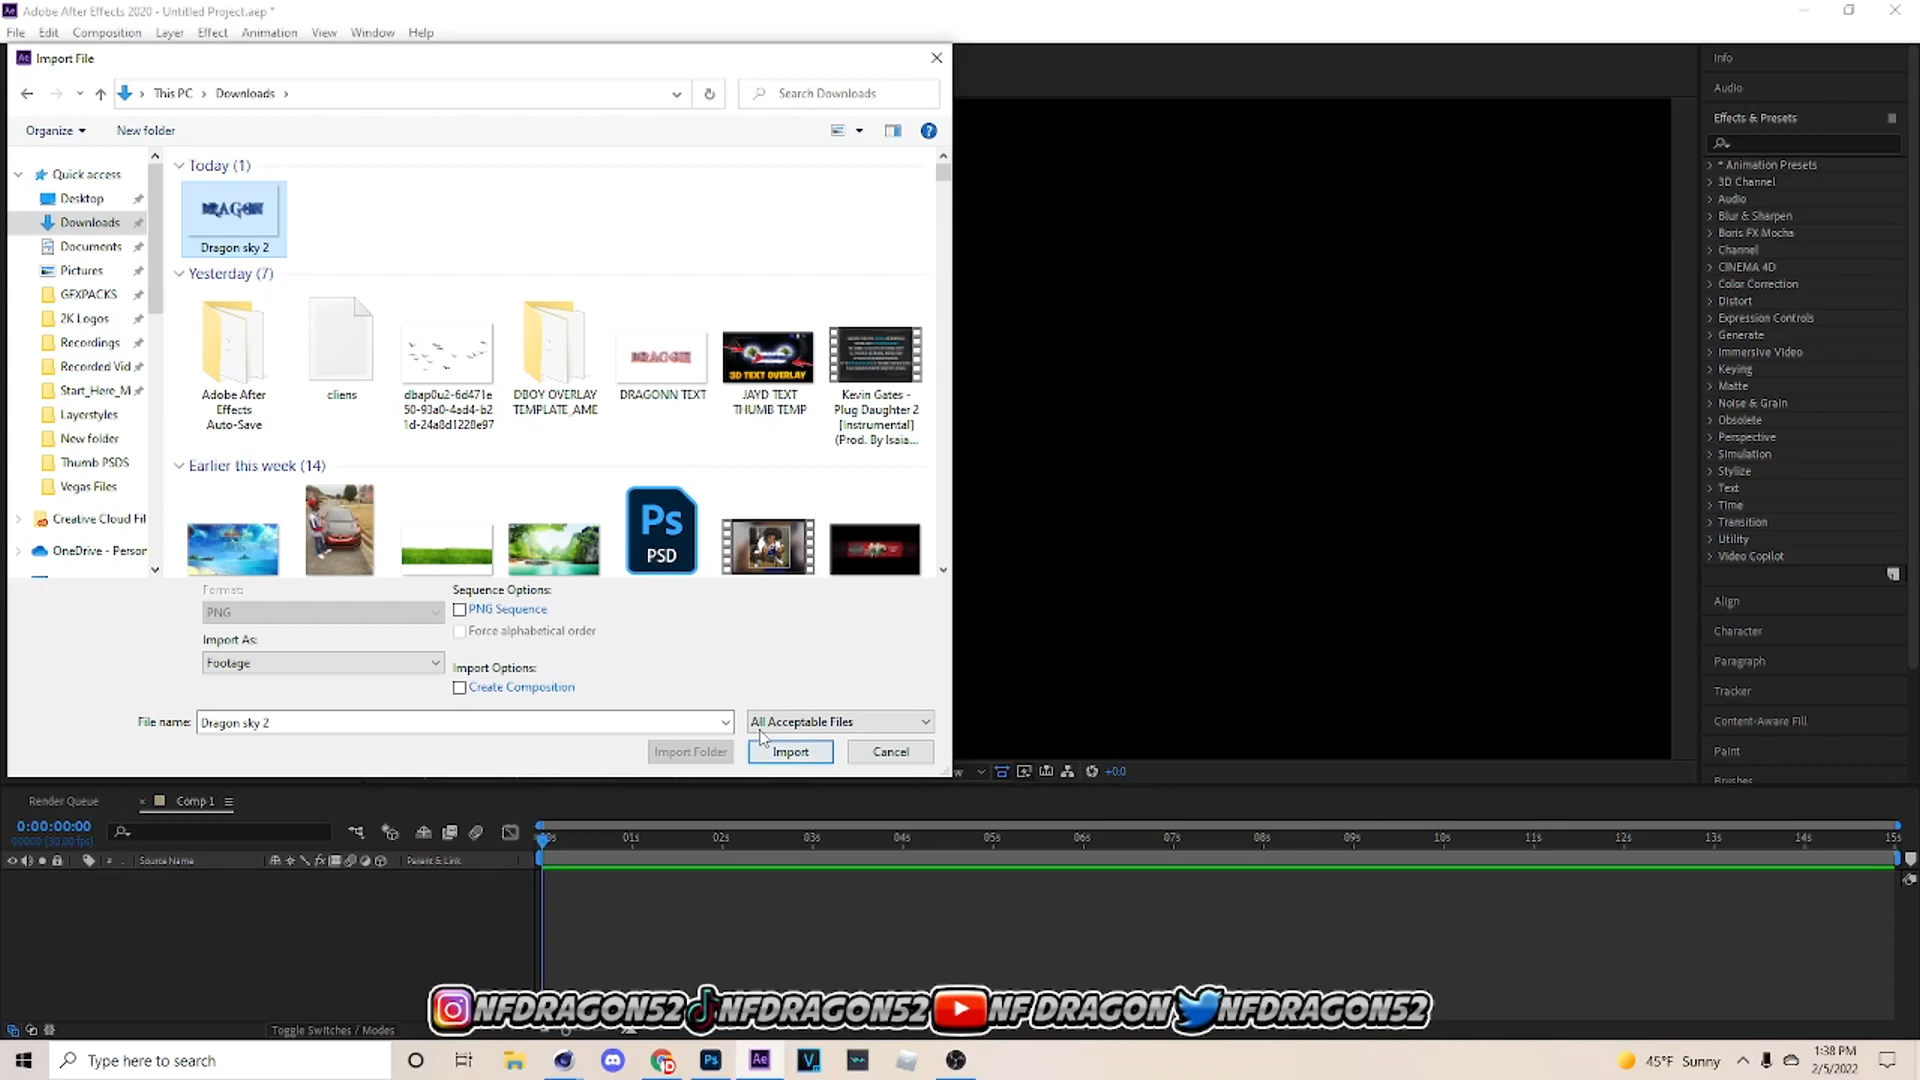 Adobe After Effects 2020 - Untitled Project.aep *
File Edit Composition Layer Effect Animation View Window Help
Import File
This PC > Downloads >
Search Downloads
Organize
New folder
Quick access
Desktop
Downloads
Documents
Pictures
GFXPACKS
2K Logos
Recordings
Recorded Vid
Start_Here_M
Layerstyles
New folder
Thumb PSDS
Vegas Files
Creative Cloud Fil
OneDrive - Person
Today (1)
DRAGON
Dragon sky 2
Yesterday (7)
Adobe After
Effects
Auto-Save
cliens
dbap0u2-6d471e
50-93a0-4ad4-b2
1d-24a8d1228e97
DBOY OVERLAY
TEMPLATE_AME
DRAGONN TEXT
3D TEXT OVERLAY
JAYD TEXT
THUMB TEMP
Kevin Gates -
Plug Daughter 2
[Instrumental]
(Prod. By Isaia...
Earlier this week (14)
Ps
PSD
Format:
PNG
Import As:
Footage
Sequence Options:
PNG Sequence
Force alphabetical order
Import Options:
Create Composition
File name:
Dragon sky 2
All Acceptable Files
Import Folder
Import
Cancel
Info
Audio
Effects & Presets
* Animation Presets
3D Channel
Audio
Blur & Sharpen
Boris FX Mocha
Channel
CINEMA 4D
Color Correction
Distort
Expression Controls
Generate
Immersive Video
Keying
Matte
Noise & Grain
Obsolete
Perspective
Simulation
Stylize
Text
Time
Transition
Utility
Video Copilot
Align
Character
Paragraph
Tracker
Content-Aware Fill
Paint
Brushes
+0.0
Render Queue
Comp 1
0:00:00:00
00000 (30.00 fps)
Source Name
Parent & Link
01s 02s 03s 04s 05s 06s 07s 08s 09s 10s 11s 12s 13s 14s 15s
NFDRAGON52 NFDRAGON52 NF DRAGON NFDRAGON52
Toggle Switches / Modes
Type here to search
45°F Sunny
1:38 PM
2/5/2022